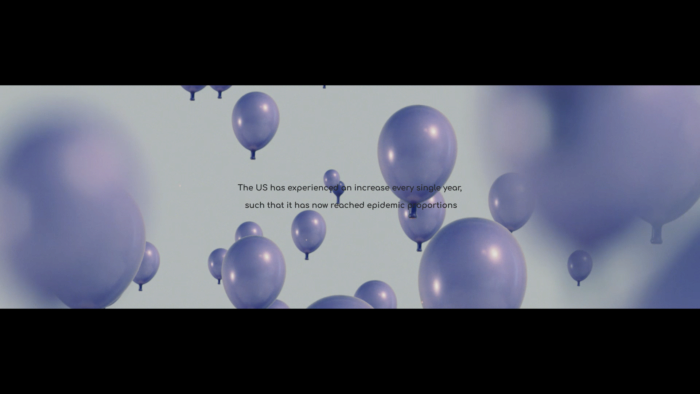 The US has experienced an increase every single year,
such that it has now reached epidemic proportions